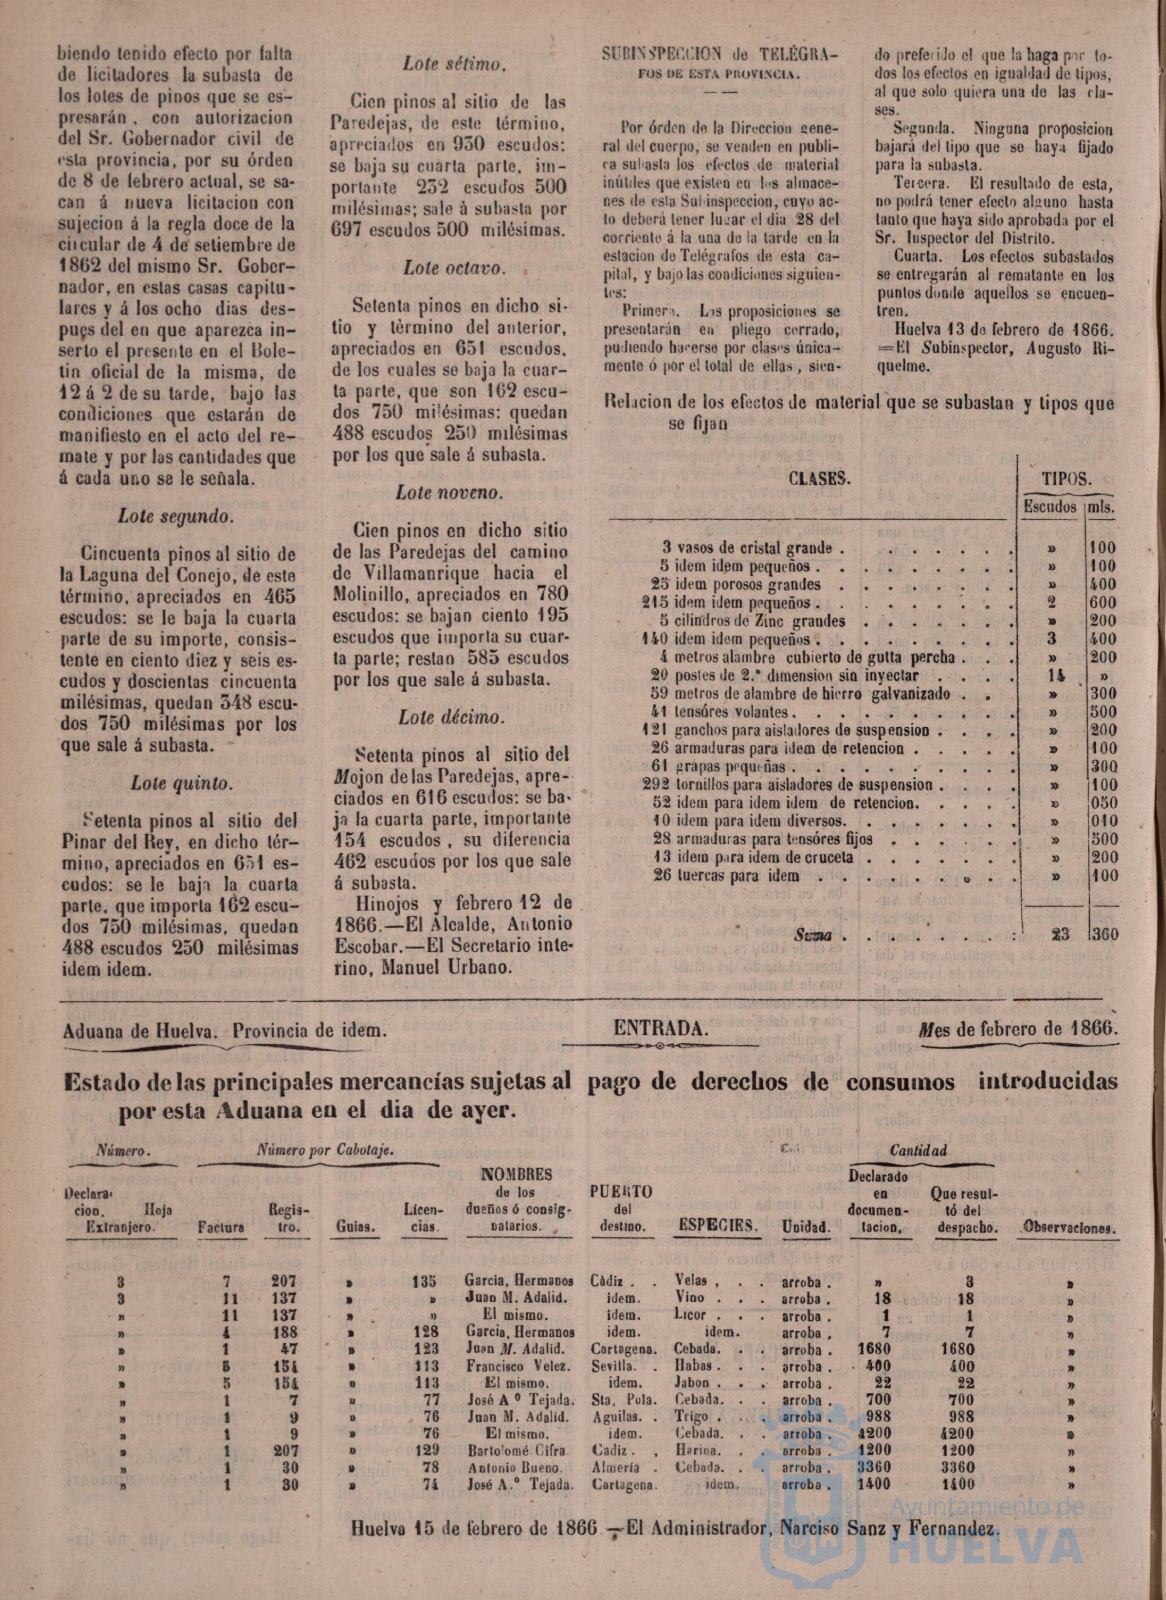 biendo tenido efecto por falta
de licitadores la subasta de
los lotes de pinos que se es-
presarán, con autorizacion
del Sr. Gobernador civil de
esta provincia, por su órden
de 8 de febrero actual, se sa-
can á nueva licitacion con
sujecion á la regla doce de la
circular de 4 de setiembre de
1862 del mismo Sr. Gober-
nador, en estas casas capitu-
lares y á los ocho dias des-
pues del en que aparezca in-
serto el presente en el Bole-
tin oficial de la misma, de
12 á 2 de su tarde, bajo las
condiciones que estarán de
manifiesto en el acto del re-
mate y por las cantidades que
á cada uno se le señala.
Lote segundo.
Cincuenta pinos al sitio de
la Laguna del Conejo, de este
término, apreciados en 465
escudos: se le baja la cuarta
parte de su importe, consis-
tente en ciento diez y seis es-
cudos y doscientas cincuenta
milésimas, quedan 348 escu-
dos 750 milésimas por los
que sale á subasta.
Lote quinto.
Setenta pinos al sitio del
Pinar del Rey, en dicho tér-
mino, apreciados en 651 es-
cudos: se le baja la cuarta
parte, que importa 162 escu-
dos 750 milésimas, quedan
488 escudos 250 milésimas
idem idem.
Lote sétimo.
Cien pinos al sitio de las
Paredejas, de este término,
apreciados en 930 escudos:
se baja su cuarta parte, im-
portante 232 escudos 500
milésimas; sale á subasta por
697 escudos 500 milésimas.
Lote octavo.
Setenta pinos en dicho si-
tio y término del anterior,
apreciados en 651 escudos,
de los cuales se baja la cuar-
ta parte, que son 162 escu-
dos 750 milésimas: quedan
488 escudos 250 milésimas
por los que sale á subasta.
Lote noveno.
Cien pinos en dicho sitio
de las Paredejas del camino
de Villamanrique hacia el
Molinillo, apreciados en 780
escudos: se bajan ciento 195
escudos que importa su cuar-
ta parte; restan 585 escudos
por los que sale á subasta.
Lote décimo.
Setenta pinos al sitio del
Mojon de las Paredejas, apre-
ciados en 616 escudos: se ba-
ja la cuarta parte, importante
154 escudos, su diferencia
462 escudos por los que sale
á subasta.
Hinojos y febrero 12 de
1866.—El Alcalde, Antonio
Escobar.—El Secretario inte-
rino, Manuel Urbano.
SUBINSPECCION de TELÉGRA-
FOS DE ESTA PROVINCIA.
Por órden de la Direccion gene-
ral del cuerpo, se venden en públi-
ca subasta los efectos de material
inútiles que existen en los almace-
nes de esta Subinspeccion, cuyo ac-
to deberá tener lugar el dia 28 del
corriente á la una de la tarde en la
estacion de Telégrafos de esta ca-
pital, y bajo las condiciones siguien-
tes:
Primera. Las proposiciones se
presentarán en pliego cerrado,
pudiendo hacerse por clases única-
mente ó por el total de ellas, sien-
do preferido el que la haga por to-
dos los efectos en igualdad de tipos,
al que solo quiera una de las cla-
ses.
Segunda. Ninguna proposicion
bajará del tipo que se haya fijado
para la subasta.
Tercera. El resultado de esta,
no podrá tener efecto alguno hasta
tanto que haya sido aprobada por el
Sr. Inspector del Distrito.
Cuarta. Los efectos subastados
se entregarán al rematante en los
puntos donde aquellos se encuen-
tren.
Huelva 13 de febrero de 1866.
=El Subinspector, Augusto Ri-
quelme.
Relacion de los efectos de material que se subastan y tipos que
se fijan
CLASES. TIPOS.
Escudos mls.
3 vasos de cristal grande . . . . . . . » 100
5 idem idem pequeños . . . . . . . . » 100
25 idem porosos grandes . . . . . . . » 400
215 idem idem pequeños . . . . . . . . 2 600
5 cilindros de Zinc grandes . . . . . . » 200
140 idem idem pequeños . . . . . . . . 3 400
4 metros alambre cubierto de gutta percha . . . » 200
20 postes de 2.ª dimension sin inyectar . . . . 14 »
59 metros de alambre de hierro galvanizado . . » 300
41 tensóres volantes . . . . . . . . . » 500
121 ganchos para aisladores de suspension . . . . » 200
26 armaduras para idem de retencion . . . . . » 100
61 grapas pequeñas . . . . . . . . . » 300
292 tornillos para aisladores de suspension . . . . » 100
52 idem para idem idem de retencion. . . . . » 050
10 idem para idem diversos. . . . . . . » 010
28 armaduras para tensóres fijos . . . . . . » 500
13 idem para idem de cruceta . . . . . . . » 200
26 tuercas para idem . . . . . . . . . » 100
Suma . . . . . . . : 23 360
Aduana de Huelva. Provincia de idem. ENTRADA. Mes de febrero de 1866.
Estado de las principales mercancías sujetas al pago de derechos de consumos introducidas
por esta Aduana en el dia de ayer.
Número. Número por Cabotaje. Cantidad
Declara- cion. Hoja Extranjero. Factura Regis- tro. Guias. Licen- cias. NOMBRES de los dueños ó consig- natarios. PUERTO del destino. ESPECIES. Unidad. Declarado en documen- tacion. Que resul- tó del despacho. Observaciones.
3 7 207 » 135 Garcia, Hermanos Cádiz . . Velas , . . arroba . » 3 »
3 11 137 » » Juan M. Adalid. idem. Vino . . . arroba . 18 18 »
» 11 137 » » El mismo. idem. Licor . . . arroba . 1 1 »
» 4 188 » 128 Garcia, Hermanos idem. idem. arroba , 7 7 »
» 1 47 » 123 Juan M. Adalid. Cartagena. Cebada. . . arroba . 1680 1680 »
» 5 154 » 113 Francisco Velez. Sevilla. . Habas . . . arroba . 400 400 »
» 5 154 » 113 El mismo. idem. Jabon . . . arroba . 22 22 »
» 1 7 » 77 José A º Tejada. Sta. Pola. Cebada. . . arroba . 700 700 »
» 1 9 » 76 Juan M. Adalid. Aguilas. . Trigo . . . arroba . 988 988 »
» 1 9 » 76 El mismo. idem. Cebada. . . arroba . 4200 4200 »
» 1 207 » 129 Bartolomé Cifra. Cadiz . , Harina. . . arroba . 1200 1200 »
» 1 30 » 78 Antonio Bueno. Almería . Cebada. . . arroba . 3360 3360 »
» 1 30 » 74 José A.º Tejada. Cartagena. idem. arroba . 1400 1400 »
Huelva 15 de febrero de 1866.—El Administrador, Narciso Sanz y Fernandez.
Ayuntamiento de
HUELVA